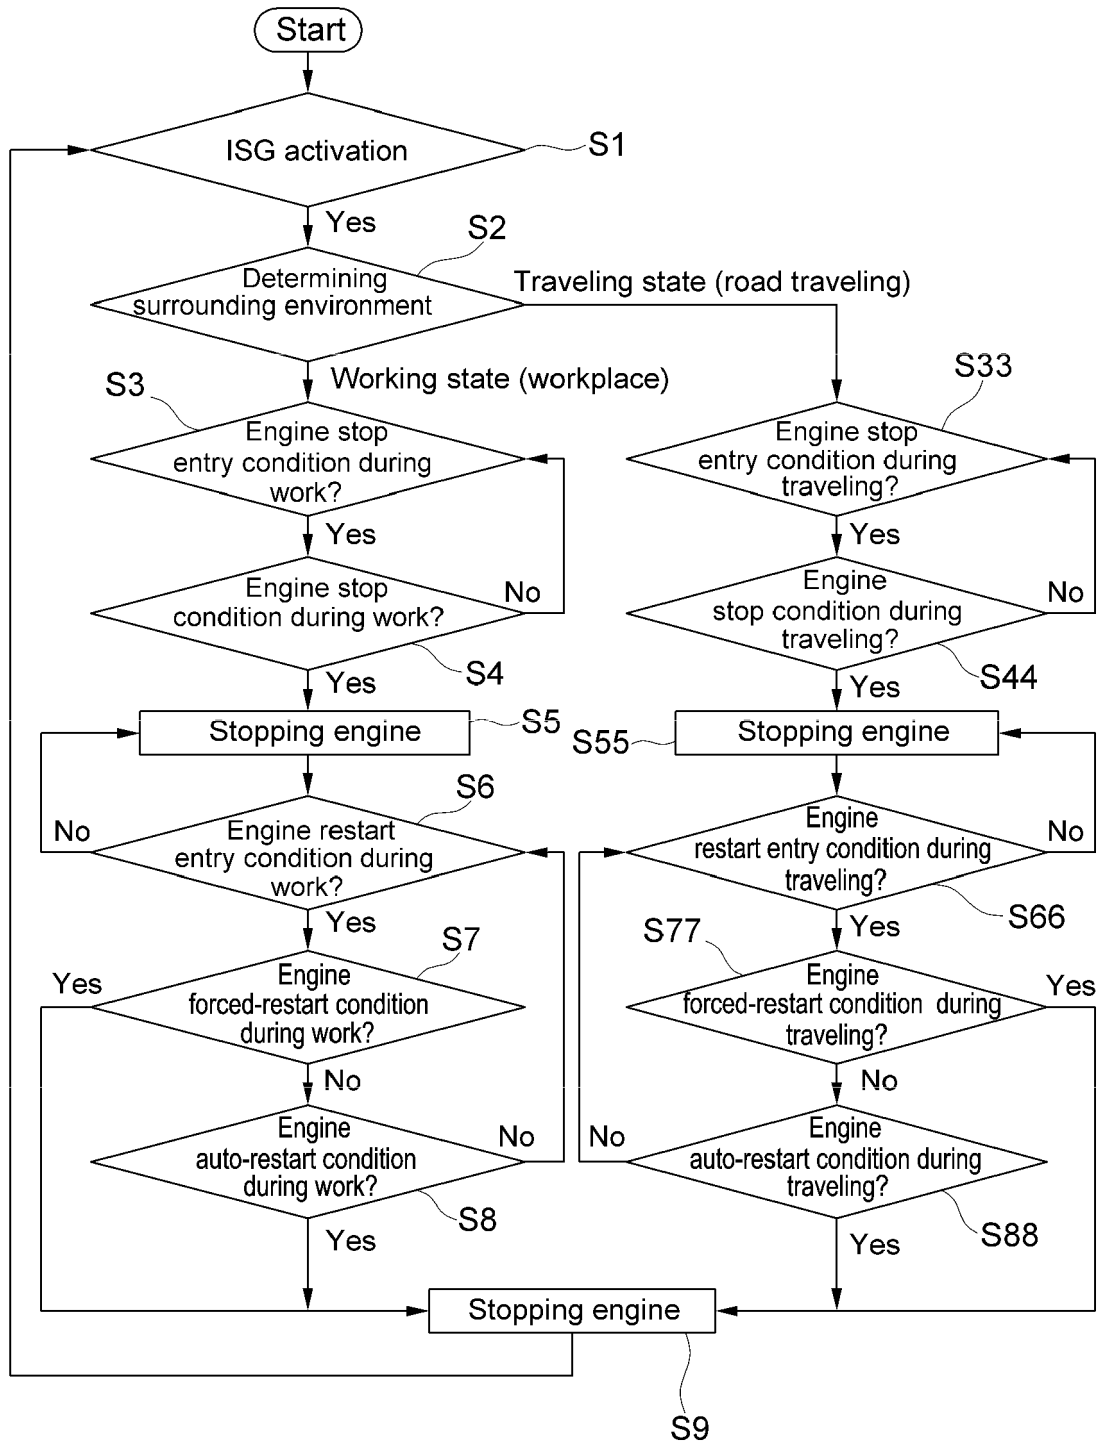 Start
ISG activation
S1
Yes
S2
Determining
surrounding environment
Traveling state (road traveling)
Working state (workplace)
S3
Engine stop
entry condition during
work?
S33
Engine stop
entry condition during
traveling?
Yes
Yes
Engine stop
condition during work?
No
S4
Engine
stop condition during
traveling?
No
S44
Yes
Yes
Stopping engine
S5
S55
Stopping engine
S6
No
Engine restart
entry condition during
work?
Engine
restart entry condition during
traveling?
No
S66
Yes
Yes
S7
S77
Yes
Engine
forced-restart condition
during work?
Engine
forced-restart condition during
traveling?
Yes
No
No
Engine
auto-restart condition
during work?
No
S8
No
Engine
auto-restart condition during
traveling?
S88
Yes
Yes
Stopping engine
S9